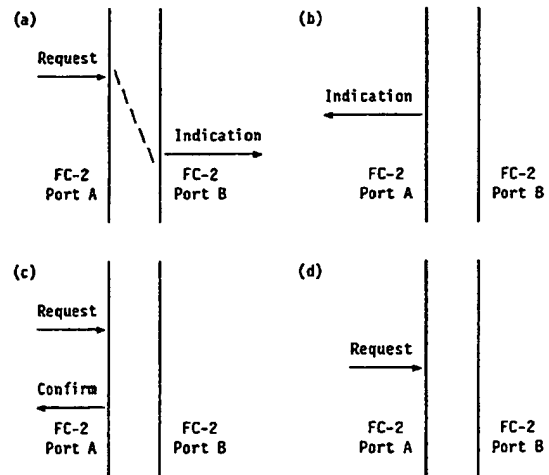 (a)
Request
Indication
FC-2
Port A
FC-2
Port B
(b)
Indication
FC-2
Port A
FC-2
Port B
(c)
Request
Confirm
FC-2
Port A
FC-2
Port B
(d)
Request
FC-2
Port A
FC-2
Port B